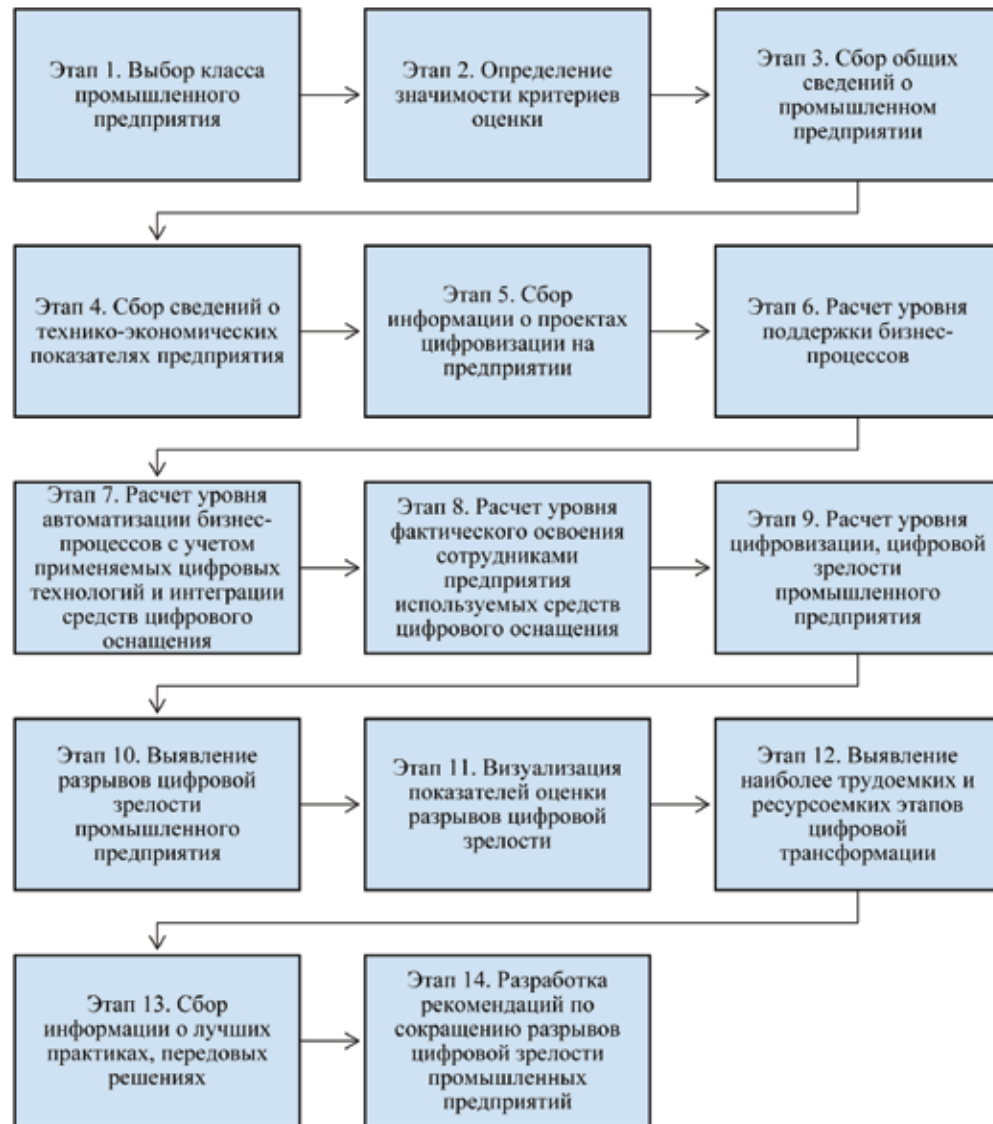 Этап 1. Выбор класса
промышленного
предприятия
Этап 2. Определение
значимости критериев
оценки
Этап 3. Сбор общих
сведений о
промышленном
предприятии
Этап 4. Сбор сведений о
технико-экономических
показателях предприятия
Этап 5. Сбор
информации о проектах
цифровизации на
предприятии
Этап 6. Расчет уровня
поддержки бизнес-
процессов
Этап 7. Расчет уровня
автоматизации бизнес-
процессов с учетом
применяемых цифровых
технологий и интеграции
средств цифрового
оснащения
Этап 8. Расчет уровня
фактического освоения
сотрудниками
предприятия
используемых средств
цифрового оснащения
Этап 9. Расчет уровня
цифровизации, цифровой
зрелости
промышленного
предприятия
Этап 10. Выявление
разрывов цифровой
зрелости
промышленного
предприятия
Этап 11. Визуализация
показателей оценки
разрывов цифровой
зрелости
Этап 12. Выявление
наиболее трудоемких и
ресурсоемких этапов
цифровой
трансформации
Этап 13. Сбор
информации о лучших
практиках, передовых
решениях
Этап 14. Разработка
рекомендаций по
сокращению разрывов
цифровой зрелости
промышленных
предприятий